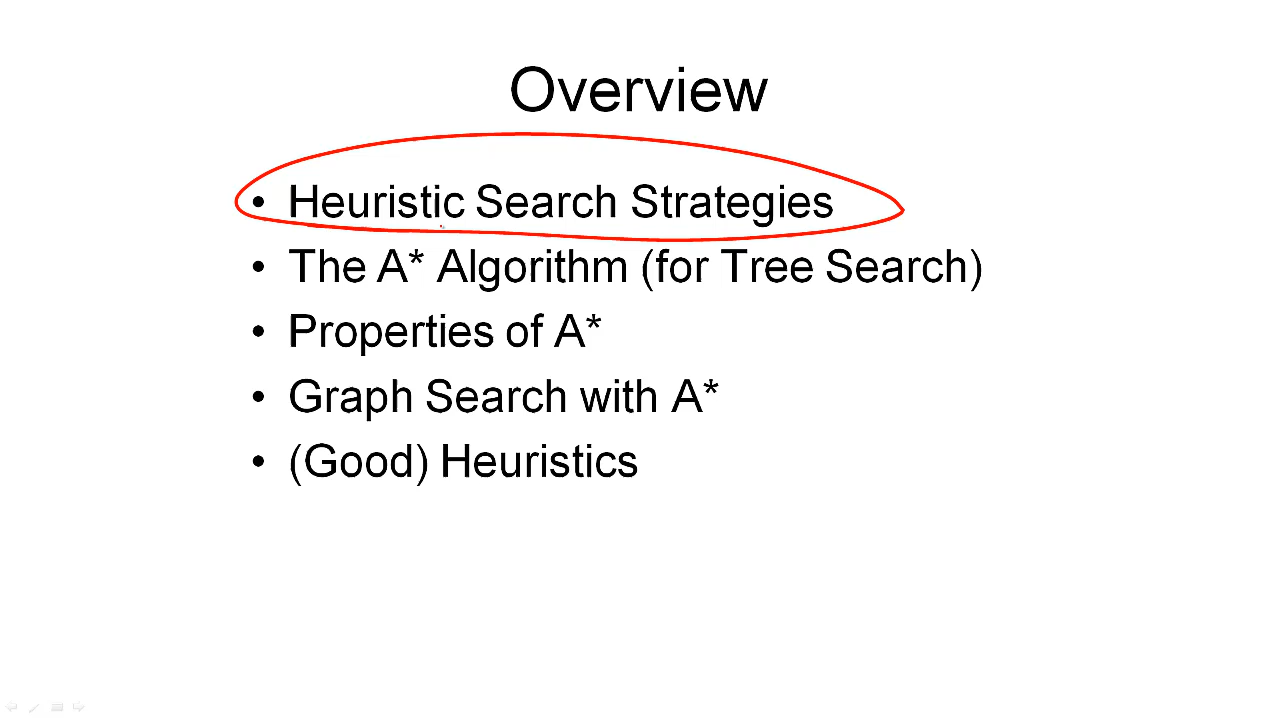 Overview
• Heuristic Search Strategies
• The A* Algorithm (for Tree Search)
• Properties of A*
• Graph Search with A*
• (Good) Heuristics